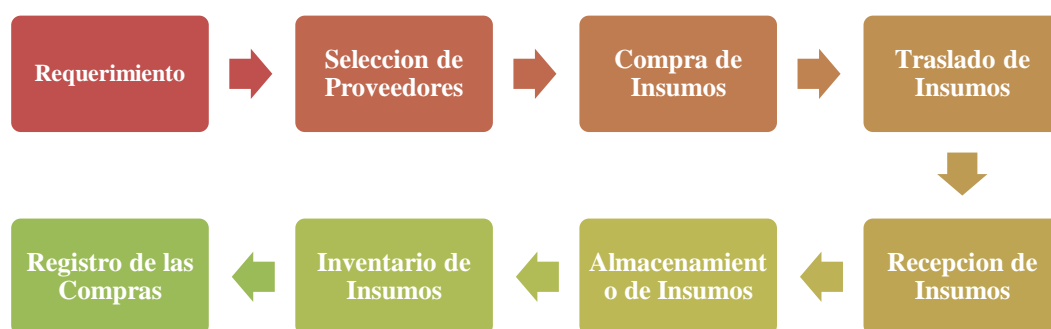 Requerimiento
Seleccion de
Proveedores
Compra de
Insumos
Traslado de
Insumos
Recepcion de
Insumos
Almacenamient
o de Insumos
Inventario de
Insumos
Registro de las
Compras